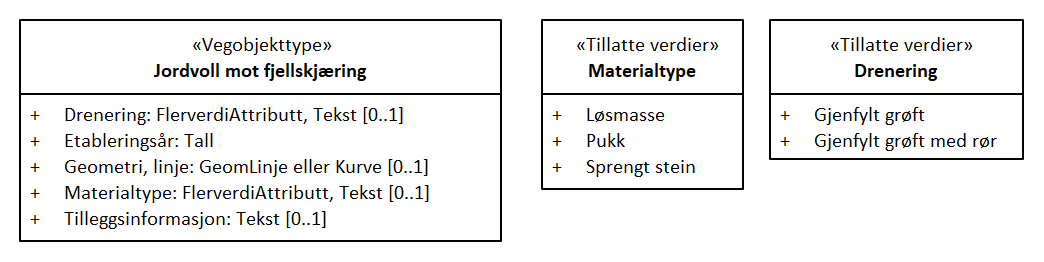 «Vegobjekttype»
Jordvoll mot fjellskjæring
+ Drenering: FlerverdiAttributt, Tekst [0..1]
+ Etableringsår: Tall
+ Geometri, linje: GeomLinje eller Kurve [0..1]
+ Materialtype: FlerverdiAttributt, Tekst [0..1]
+ Tilleggsinformasjon: Tekst [0..1]
«Tillatte verdier»
Materialtype
+ Løsmasse
+ Pukk
+ Sprengt stein
«Tillatte verdier»
Drenering
+ Gjenfylt grøft
+ Gjenfylt grøft med rør